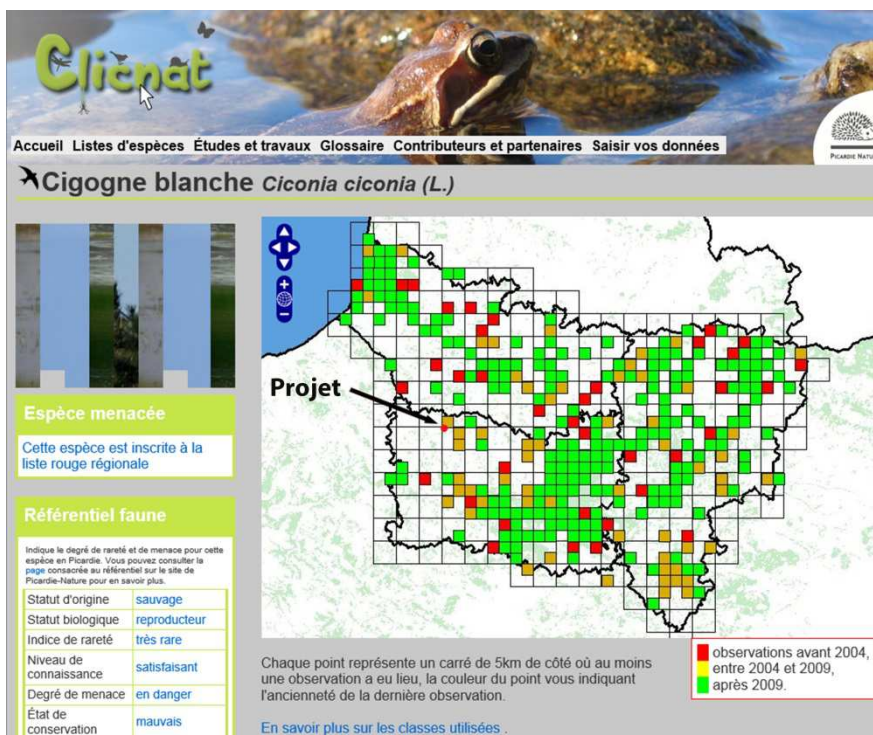 Clicnat
Accueil Listes d'espèces Études et travaux Glossaire Contributeurs et partenaires Saisir vos données
PICARDIE NATU
Cigogne blanche Ciconia ciconia (L.)
Projet
Espèce menacée
Cette espèce est inscrite à la
liste rouge régionale
Référentiel faune
Indique le degré de rareté et de menace pour cette
espèce en Picardie. Vous pouvez consulter la
page consacrée au référentiel sur le site de
Picardie-Nature pour en savoir plus.
Statut d'origine sauvage
Statut biologique reproducteur
Indice de rareté très rare
Niveau de
connaissance satisfaisant
Degré de menace en danger
État de
conservation mauvais
Chaque point représente un carré de 5km de côté où au moins
une observation a eu lieu, la couleur du point vous indiquant
l'ancienneté de la dernière observation.
En savoir plus sur les classes utilisées .
observations avant 2004,
entre 2004 et 2009,
après 2009.